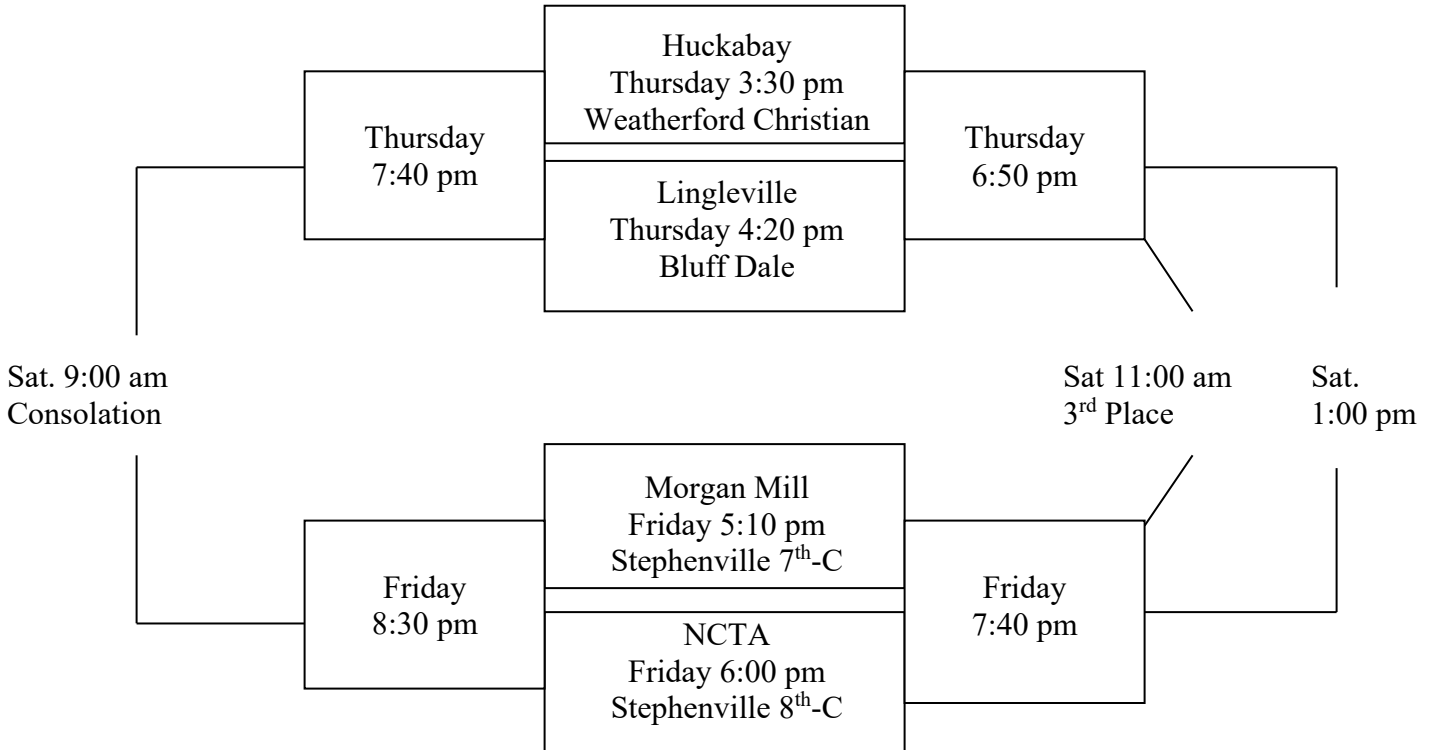 Huckabay
Thursday 3:30 pm
Weatherford Christian
Thursday
7:40 pm
Thursday
6:50 pm
Lingleville
Thursday 4:20 pm
Bluff Dale
Sat. 9:00 am
Consolation
Sat 11:00 am
3rd Place
Sat.
1:00 pm
Morgan Mill
Friday 5:10 pm
Stephenville 7th-C
Friday
8:30 pm
Friday
7:40 pm
NCTA
Friday 6:00 pm
Stephenville 8th-C